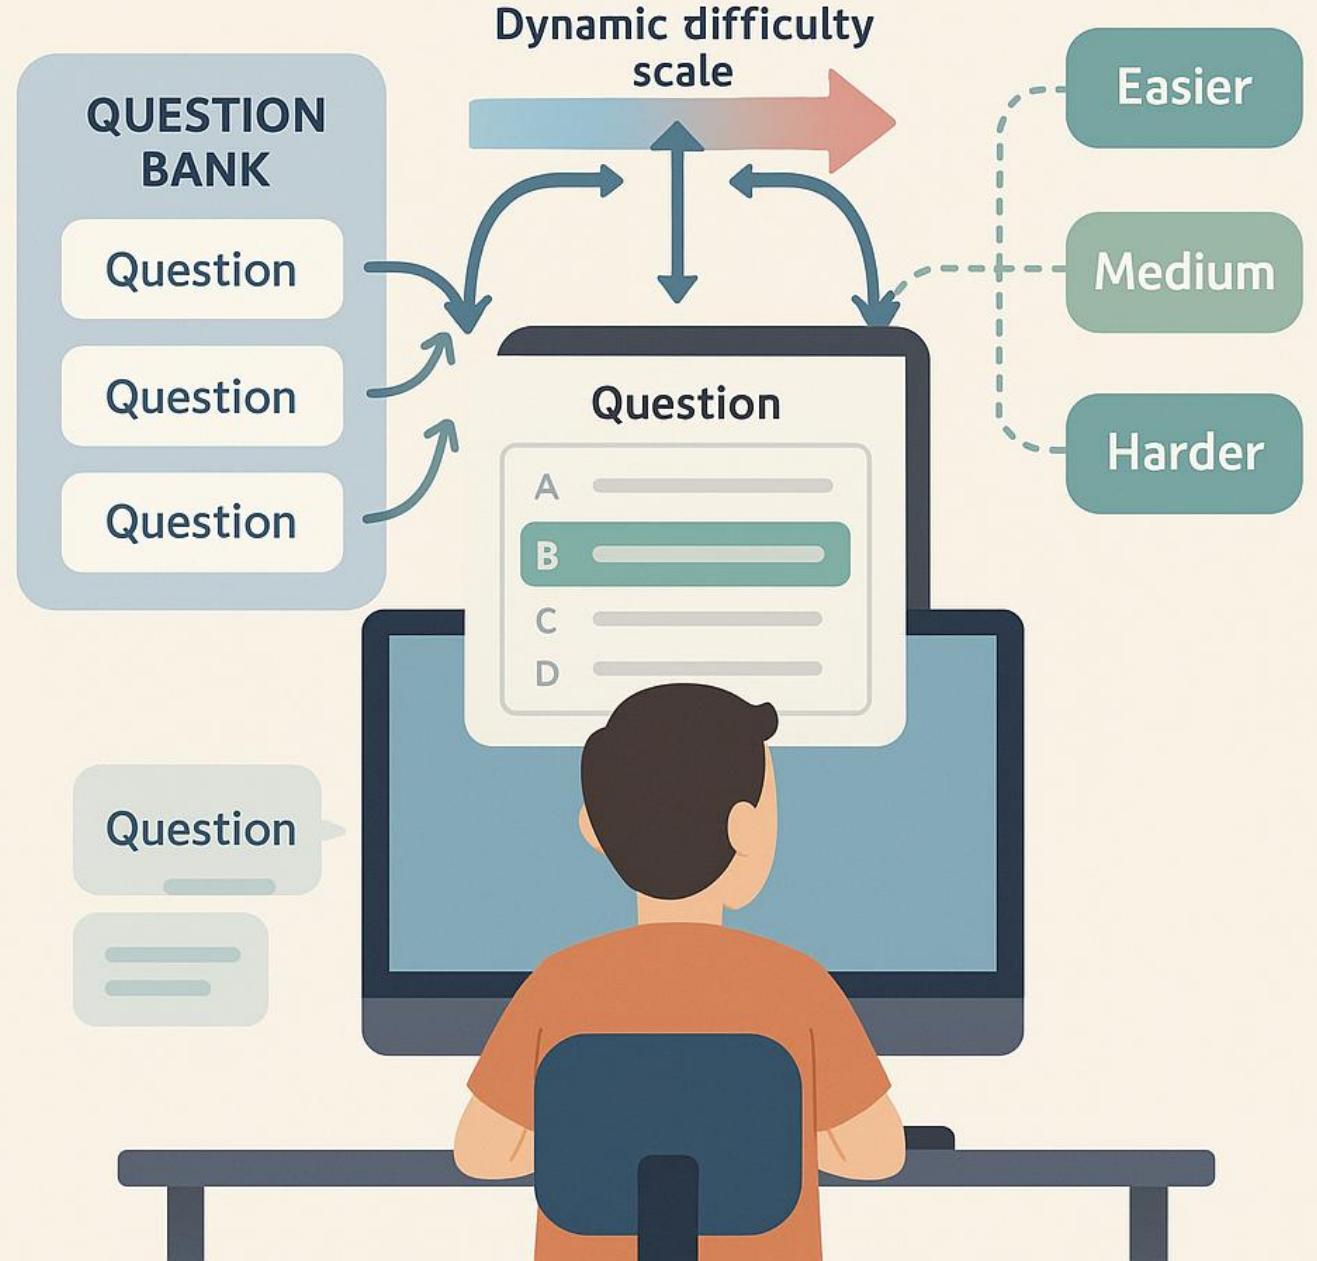 Dynamic difficulty
scale
QUESTION
BANK
Question
Question
Question
Easier
Medium
Harder
Question
A
B
C
D
Question